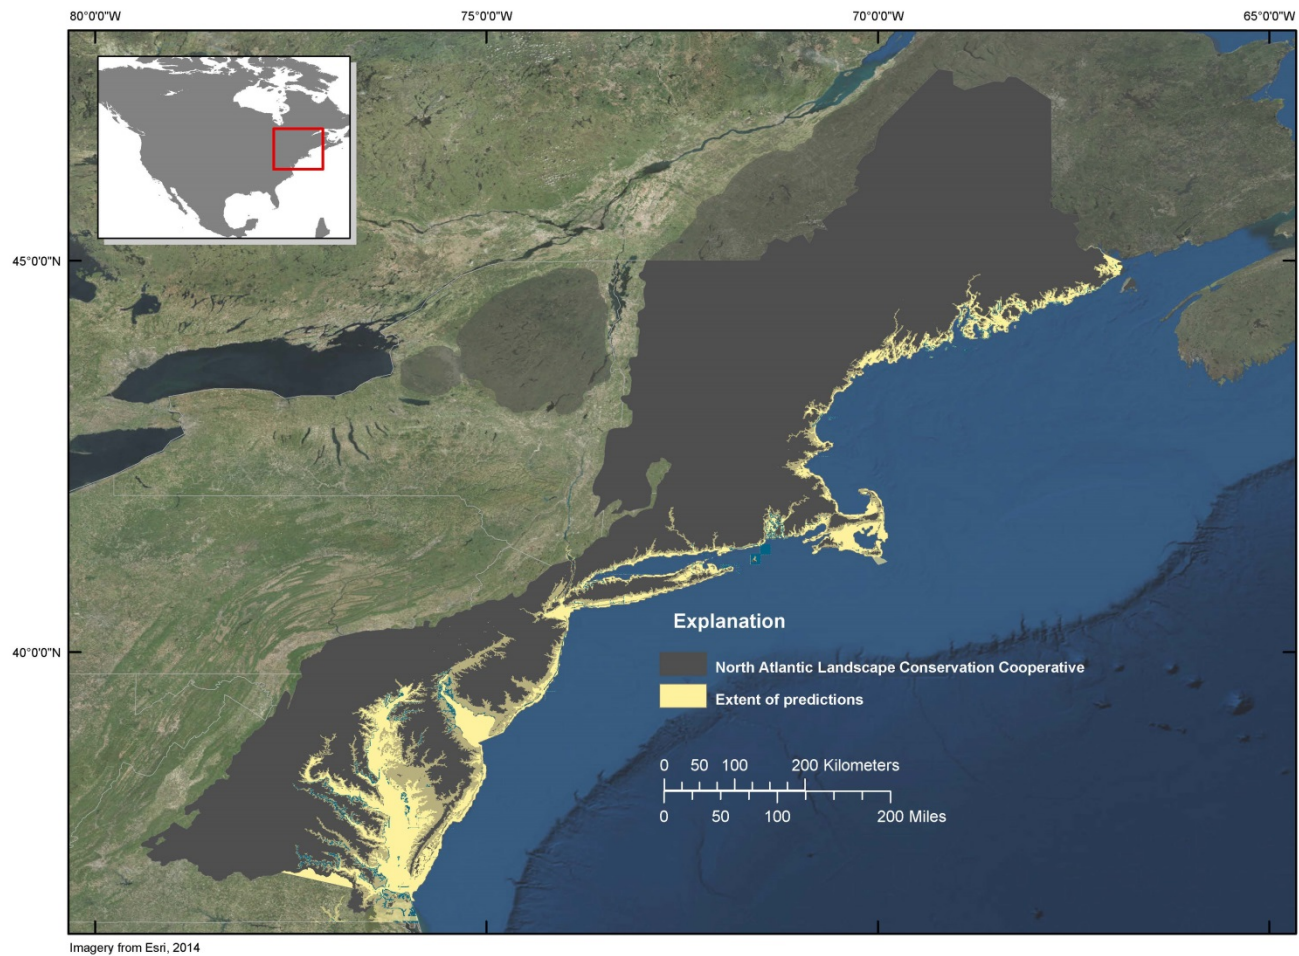 80°0'0"W 75°0'0"W 70°0'0"W 65°0'0"W
45°0'0"N
40°0'0"N
Explanation
North Atlantic Landscape Conservation Cooperative
Extent of predictions
0 50 100 200 Kilometers
0 50 100 200 Miles
Imagery from Esri, 2014